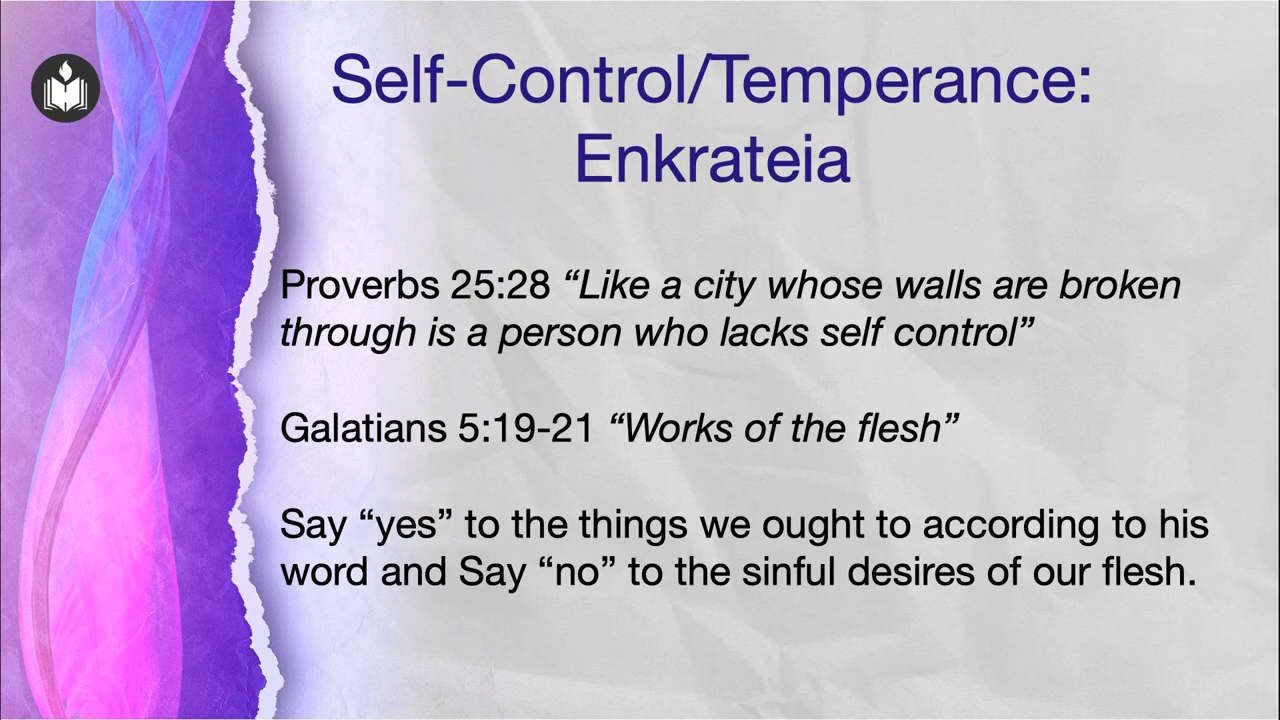 Self-Control/Temperance:
Enkrateia
Proverbs 25:28 “Like a city whose walls are broken
through is a person who lacks self control”
Galatians 5:19-21 “Works of the flesh”
Say “yes” to the things we ought to according to his
word and Say “no” to the sinful desires of our flesh.